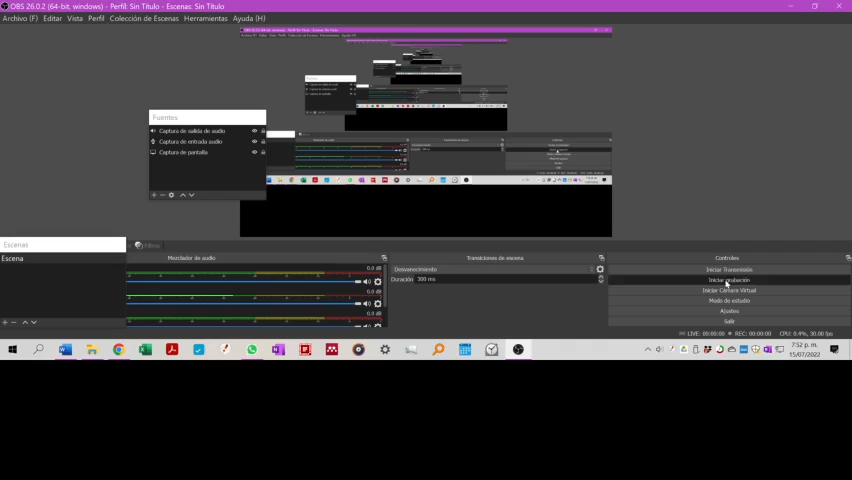 OBS 26.0.2 (64-bit, windows) - Perfil: Sin Título - Escenas: Sin Título
Archivo (F) Editar Vista Perfil Colección de Escenas Herramientas Ayuda (H)
Fuentes
Captura de salida de audio
Captura de entrada audio
Captura de pantalla
Escenas
Filtros
Escena
Mezclador de audio
Transiciones de escena
Controles
0.0 dB
Desvanecimiento
Iniciar Transmisión
Duración 300 ms
Iniciar grabación
0.0 dB
Iniciar Cámara Virtual
Modo de estudio
0.0 dB
Ajustes
Salir
LIVE: 00:00:00 REC: 00:00:00 CPU: 0.4%, 30.00 fps
7:52 p. m.
15/07/2022